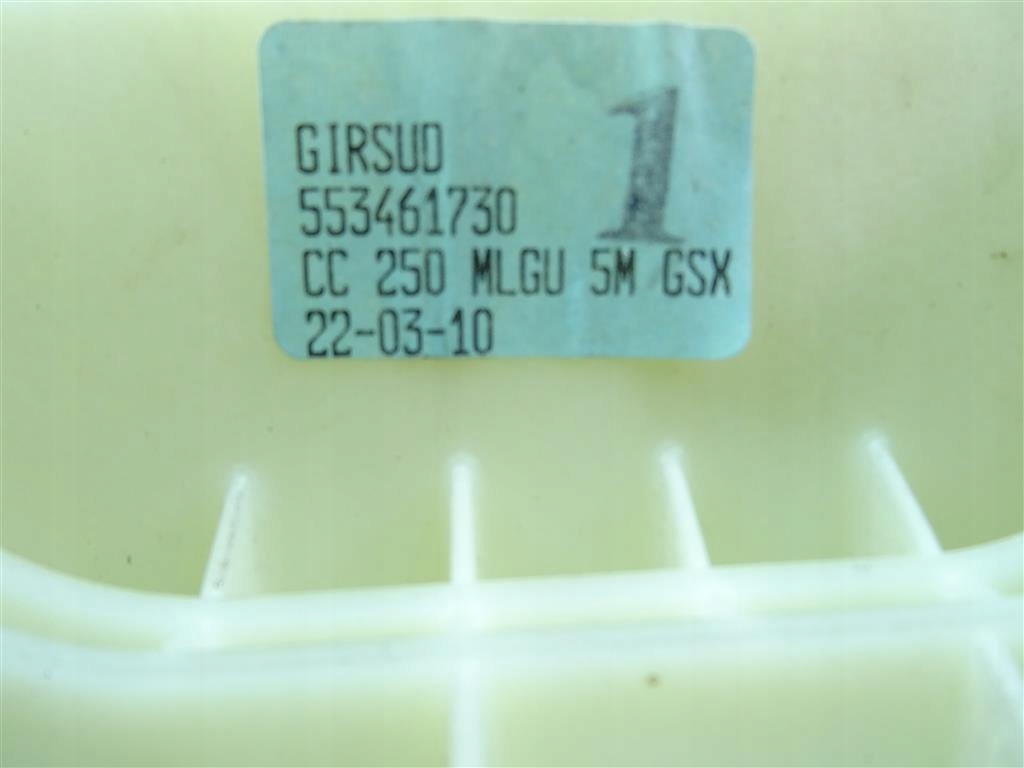 GIRSUD
553461730
1
CC 250 MLGU 5M GSX
22-03-10